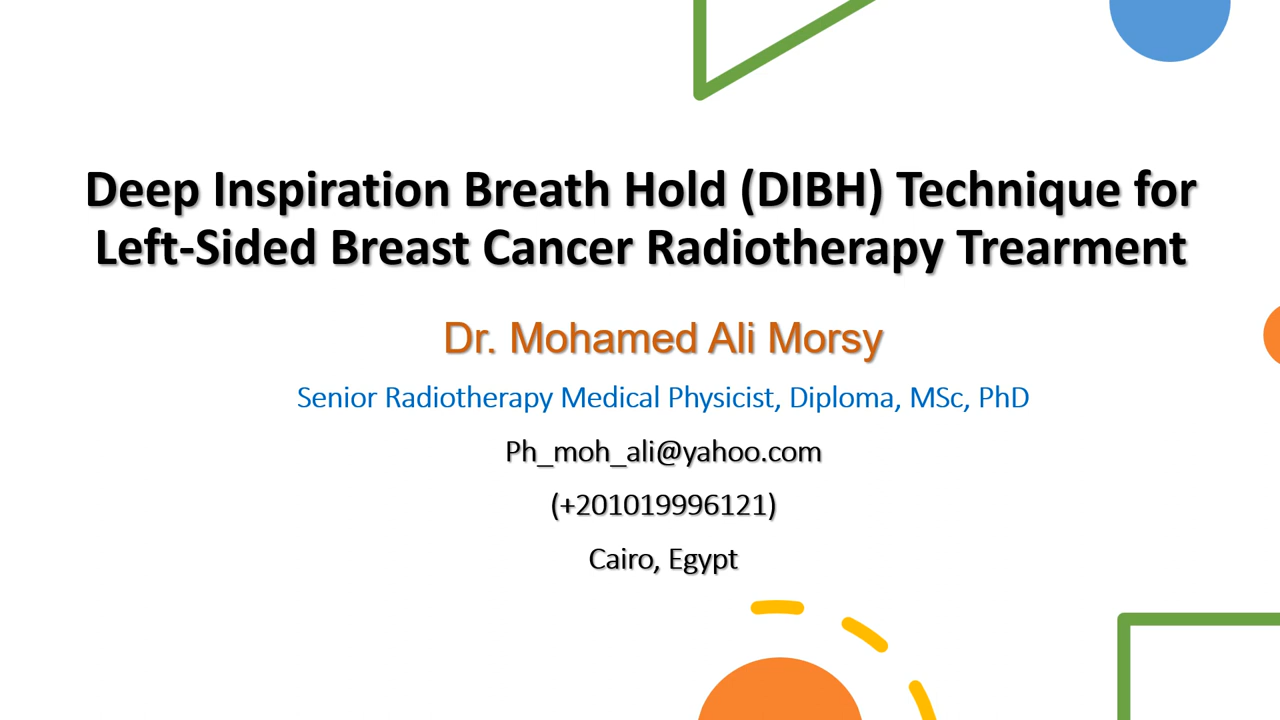 Deep Inspiration Breath Hold (DIBH) Technique for
Left-Sided Breast Cancer Radiotherapy Trearment
Dr. Mohamed Ali Morsy
Senior Radiotherapy Medical Physicist, Diploma, MSc, PhD
Ph_moh_ali@yahoo.com
(+201019996121)
Cairo, Egypt